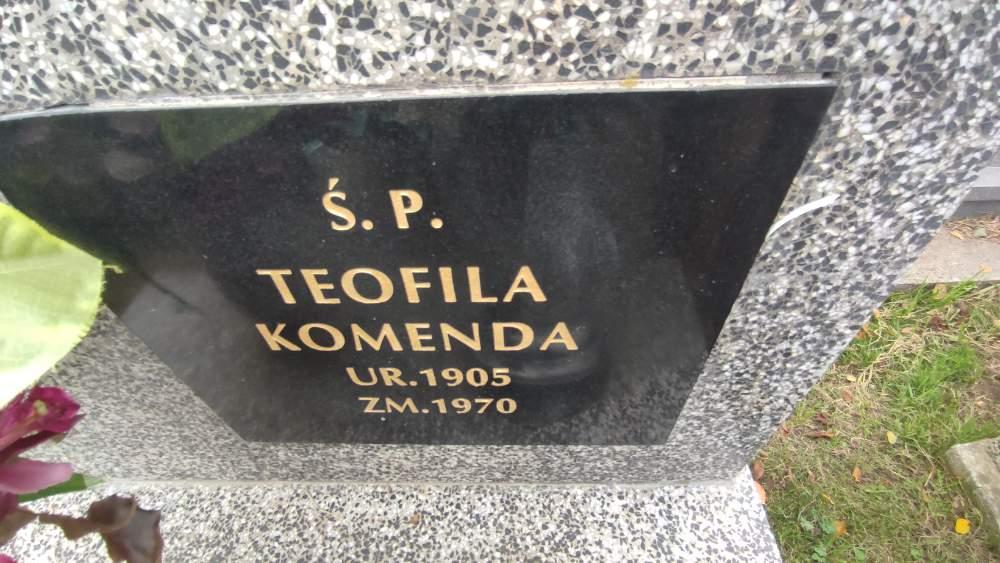 Ś. P.
TEOFILA
KOMENDA
UR.1905
ZM.1970